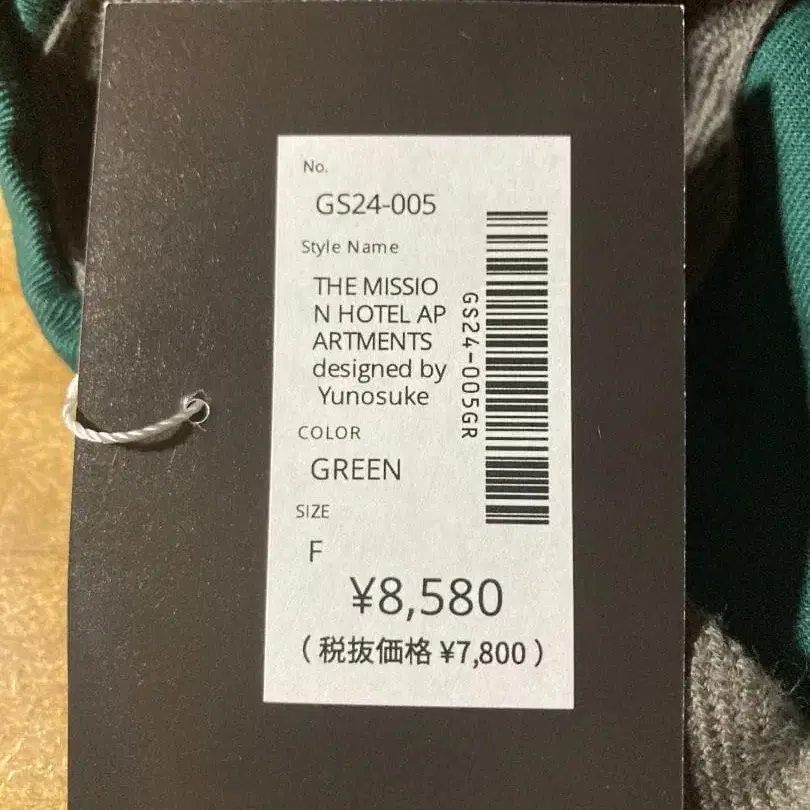 No.
GS24-005
Style Name
THE MISSIO
N HOTEL AP
ARTMENTS
designed by
Yunosuke
COLOR
GREEN
SIZE
F
¥8,580
(税抜価格 ¥7,800)
GS24-005GR